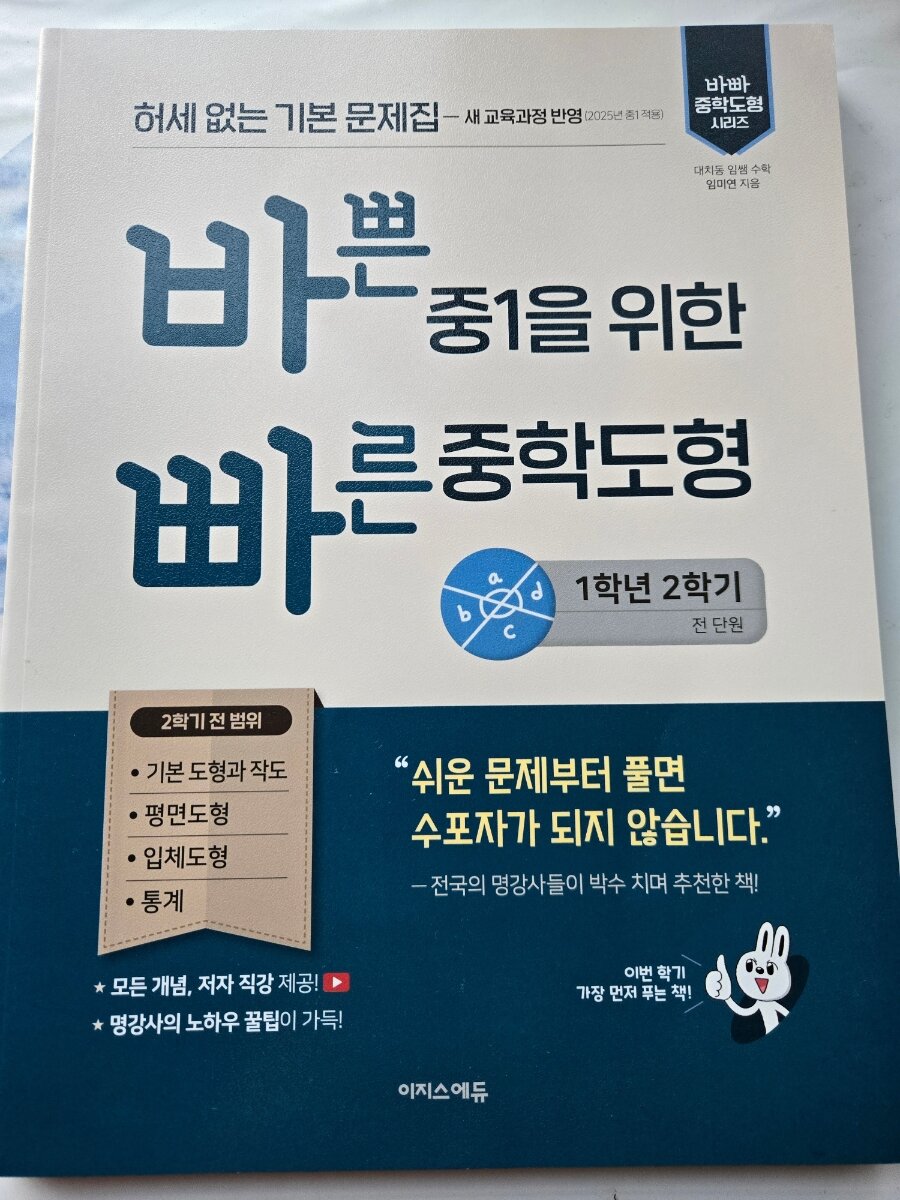 허세 없는 기본 문제집 — 새 교육과정 반영 (2025년 중1 적용)
바빠
중학도형
시리즈
대치동 임쌤 수학
임미연 지음
바쁜 중1을 위한
빠른 중학도형
a
b
d
c
1학년 2학기
전 단원
2학기 전 범위
• 기본 도형과 작도
• 평면도형
• 입체도형
• 통계
“쉬운 문제부터 풀면
수포자가 되지 않습니다.”
— 전국의 명강사들이 박수 치며 추천한 책!
★ 모든 개념, 저자 직강 제공!
★ 명강사의 노하우 꿀팁이 가득!
이번 학기
가장 먼저 푸는 책!
이지스에듀